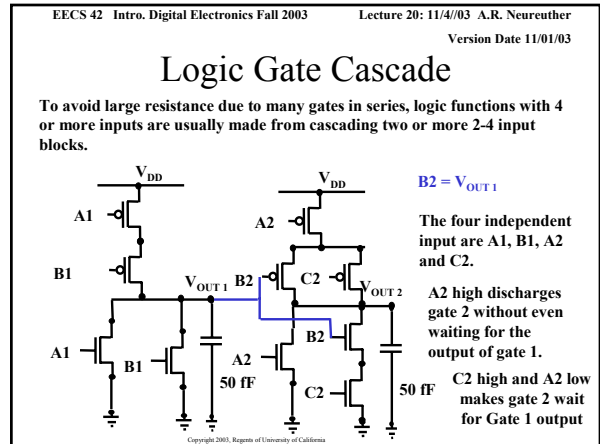 EECS 42 Intro. Digital Electronics Fall 2003 Lecture 20: 11/4//03 A.R. Neureuther
Version Date 11/01/03
Logic Gate Cascade
To avoid large resistance due to many gates in series, logic functions with 4
or more inputs are usually made from cascading two or more 2-4 input
blocks.
VDD
VDD
B2 = VOUT 1
A1
A2
The four independent
input are A1, B1, A2
and C2.
B1
VOUT 1
B2
C2
VOUT 2
A2 high discharges
gate 2 without even
waiting for the
output of gate 1.
A1
B1
A2
B2
50 fF
C2
50 fF
C2 high and A2 low
makes gate 2 wait
for Gate 1 output
Copyright 2003, Regents of University of California